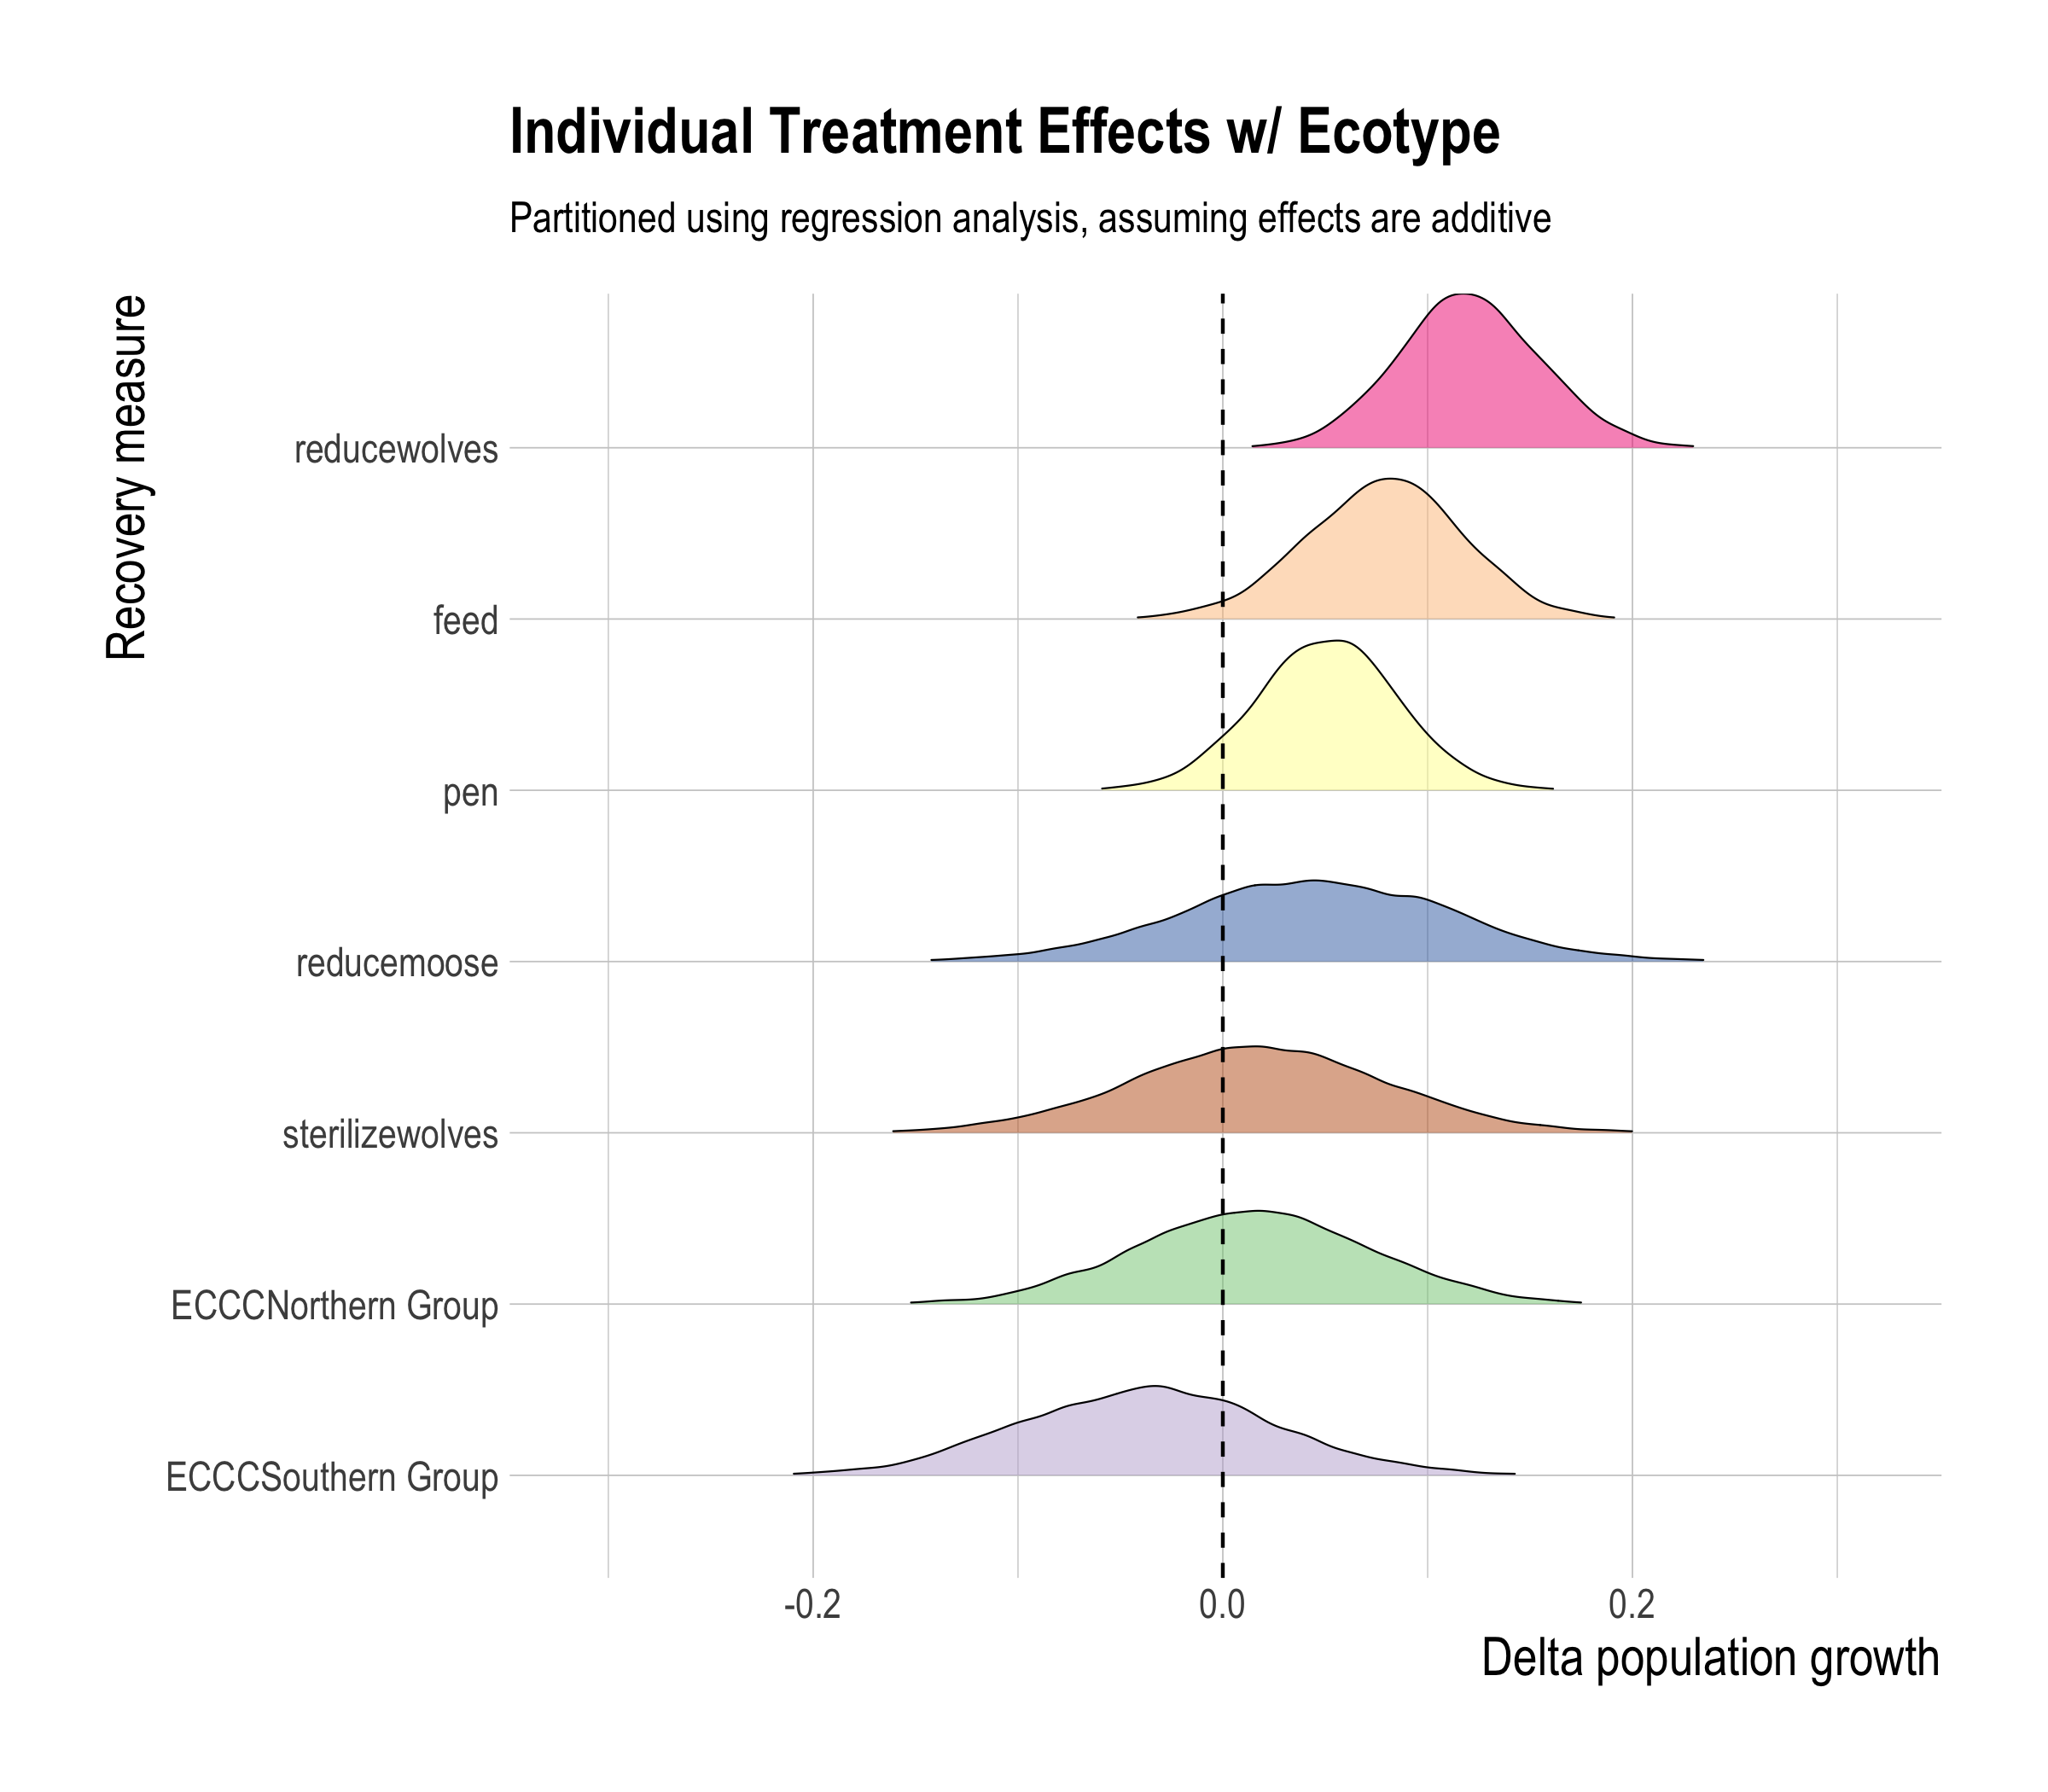 Individual Treatment Effects w/ Ecotype
Partitioned using regression analysis, assuming effects are additive
Recovery measure
reducewolves
feed
pen
reducemoose
sterilizewolves
ECCCNorthern Group
ECCCSouthern Group
-0.2 0.0 0.2
Delta population growth